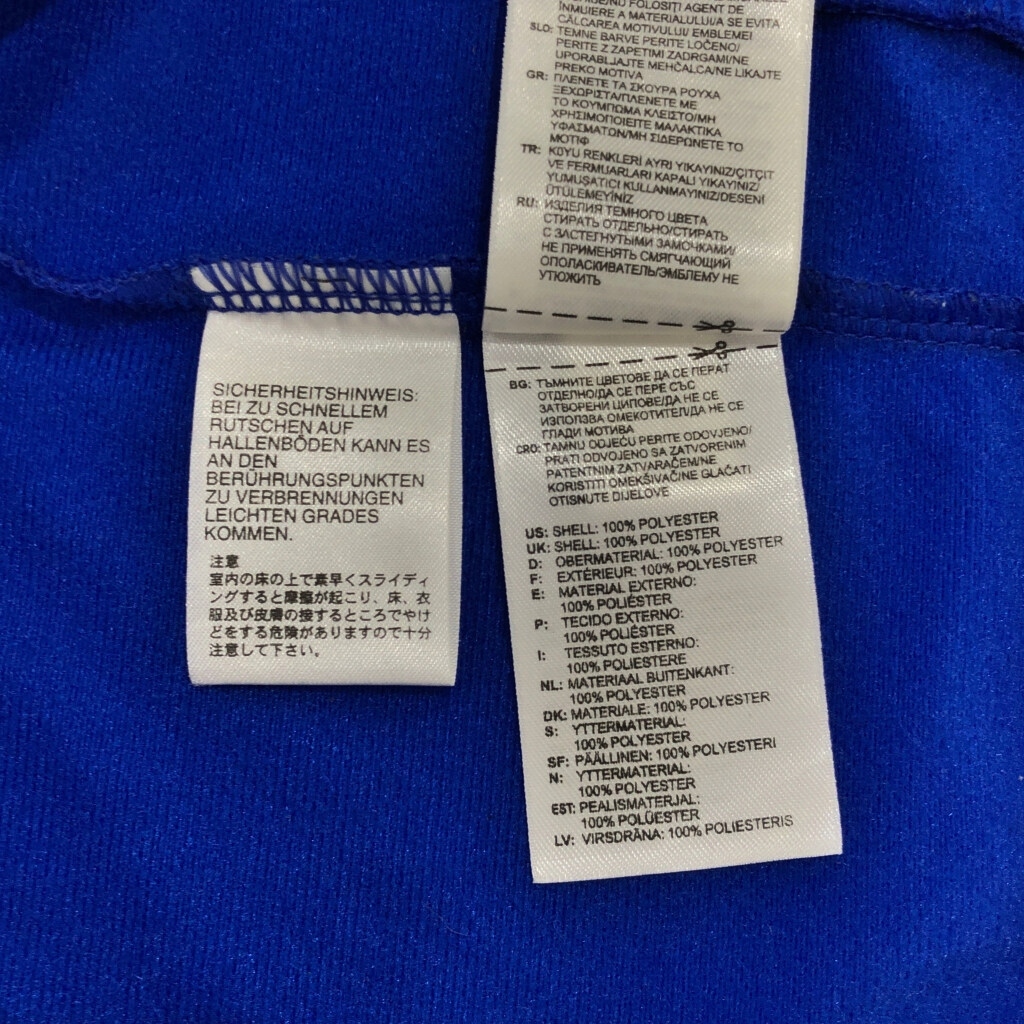 SICHERHEITSHINWEIS:
BEI ZU SCHNELLEM
RUTSCHEN AUF
HALLENBÖDEN KANN ES
AN DEN
BERÜHRUNGSPUNKTEN
ZU VERBRENNUNGEN
LEICHTEN GRADES
KOMMEN.
注意
室内の床の上で素早くスライディ
ングすると摩擦が起こり、床、衣
服及び皮膚の接するところでやけ
どをする危険がありますので十分
注意して下さい。
FOLOSIȚI AGENT DE
ÎNMUIERE A MATERIALULUI/A SE EVITA
CĂLCAREA MOTIVULUI/ EMBLEMEI
SLO: TEMNE BARVE PERITE LOČENO/
PERITE Z ZAPETIMI ZADRGAMI/NE
UPORABLJAJTE MEHČALCA/NE LIKAJTE
PREKO MOTIVA
GR: ΠΛΕΝΕΤΕ ΤΑ ΣΚΟΥΡΑ ΡΟΥΧΑ
ΞΕΧΩΡΙΣΤΑ/ΠΛΕΝΕΤΕ ΜΕ
ΤΟ ΚΟΥΜΠΩΜΑ ΚΛΕΙΣΤΟ/ΜΗ
ΧΡΗΣΙΜΟΠΟΙΕΙΤΕ ΜΑΛΑΚΤΙΚΑ
ΥΦΑΣΜΑΤΩΝ/ΜΗ ΣΙΔΕΡΩΝΕΤΕ ΤΟ
ΜΟΤΙΦ
TR: KOYU RENKLERI AYRI YIKAYINIZ/ÇITÇIT
VE FERMUARLARI KAPALI YIKAYINIZ/
YUMUŞATICI KULLANMAYINIZ/DESENI
ÜTÜLEMEYINIZ
RU: ИЗДЕЛИЯ ТЕМНОГО ЦВЕТА
СТИРАТЬ ОТДЕЛЬНО/СТИРАТЬ
С ЗАСТЕГНУТЫМИ ЗАМОЧКАМИ/
НЕ ПРИМЕНЯТЬ СМЯГЧАЮЩИЙ
ОПОЛАСКИВАТЕЛЬ/ЭМБЛЕМУ НЕ
УТЮЖИТЬ
BG: ТЪМНИТЕ ЦВЕТОВЕ ДА СЕ ПЕРАТ
ОТДЕЛНО/ДА СЕ ПЕРЕ СЪС
ЗАТВОРЕНИ ЦИПОВЕ/ДА НЕ СЕ
ИЗПОЛЗВА ОМЕКОТИТЕЛ/ДА НЕ СЕ
ГЛАДИ МОТИВА
CRO: TAMNU ODJEĆU PERITE ODOVJENO/
PRATI ODVOJENO SA ZATVORENIM
PATENTNIM ZATVARAČEM/NE
KORISTITI OMEKŠIVAČ/NE GLAČATI
OTISNUTE DIJELOVE
US: SHELL: 100% POLYESTER
UK: SHELL: 100% POLYESTER
D: OBERMATERIAL: 100% POLYESTER
F: EXTÉRIEUR: 100% POLYESTER
E: MATERIAL EXTERNO:
100% POLIÉSTER
P: TECIDO EXTERNO:
100% POLIÉSTER
I: TESSUTO ESTERNO:
100% POLIESTERE
NL: MATERIAAL BUITENKANT:
100% POLYESTER
DK: MATERIALE: 100% POLYESTER
S: YTTERMATERIAL:
100% POLYESTER
SF: PÄÄLLINEN: 100% POLYESTERI
N: YTTERMATERIAL:
100% POLYESTER
EST: PEALISMATERJAL:
100% POLÜESTER
LV: VIRSDRĀNA: 100% POLIESTERIS